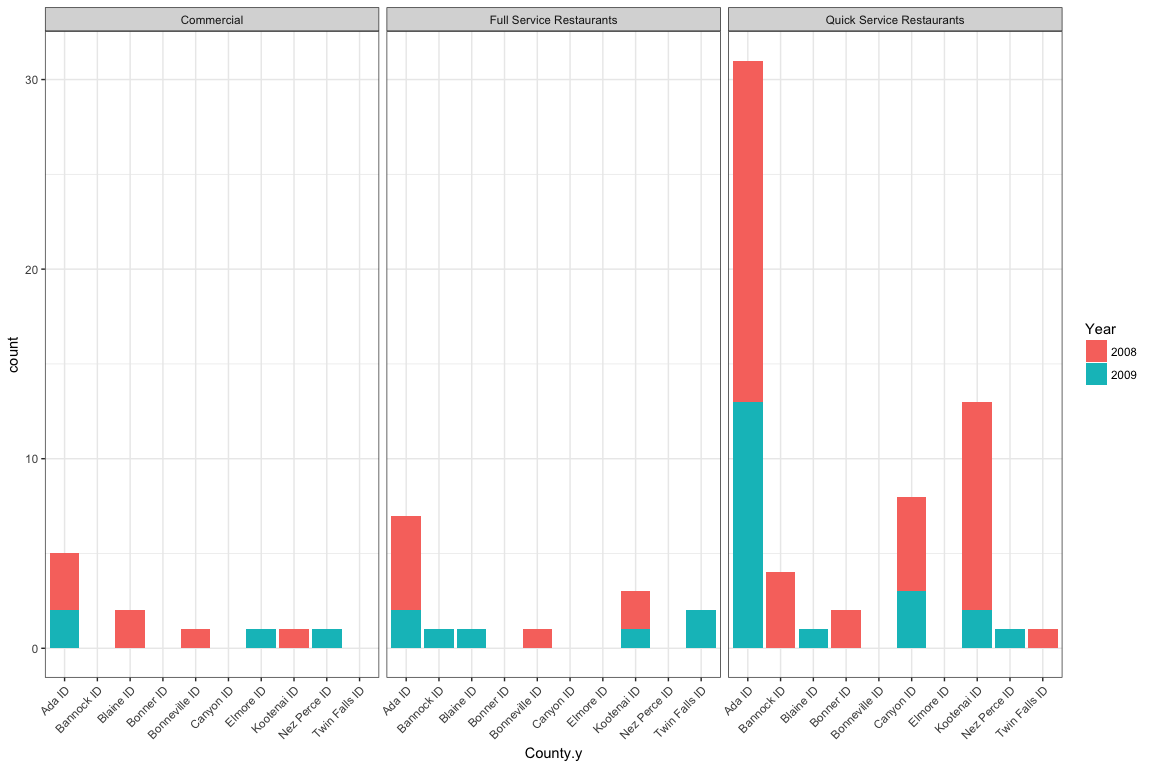 Commercial
Full Service Restaurants
Quick Service Restaurants
30
20
10
0
count
Ada ID
Bannock ID
Blaine ID
Bonner ID
Bonneville ID
Canyon ID
Elmore ID
Kootenai ID
Nez Perce ID
Twin Falls ID
Ada ID
Bannock ID
Blaine ID
Bonner ID
Bonneville ID
Canyon ID
Elmore ID
Kootenai ID
Nez Perce ID
Twin Falls ID
Ada ID
Bannock ID
Blaine ID
Bonner ID
Bonneville ID
Canyon ID
Elmore ID
Kootenai ID
Nez Perce ID
Twin Falls ID
County.y
Year
2008
2009